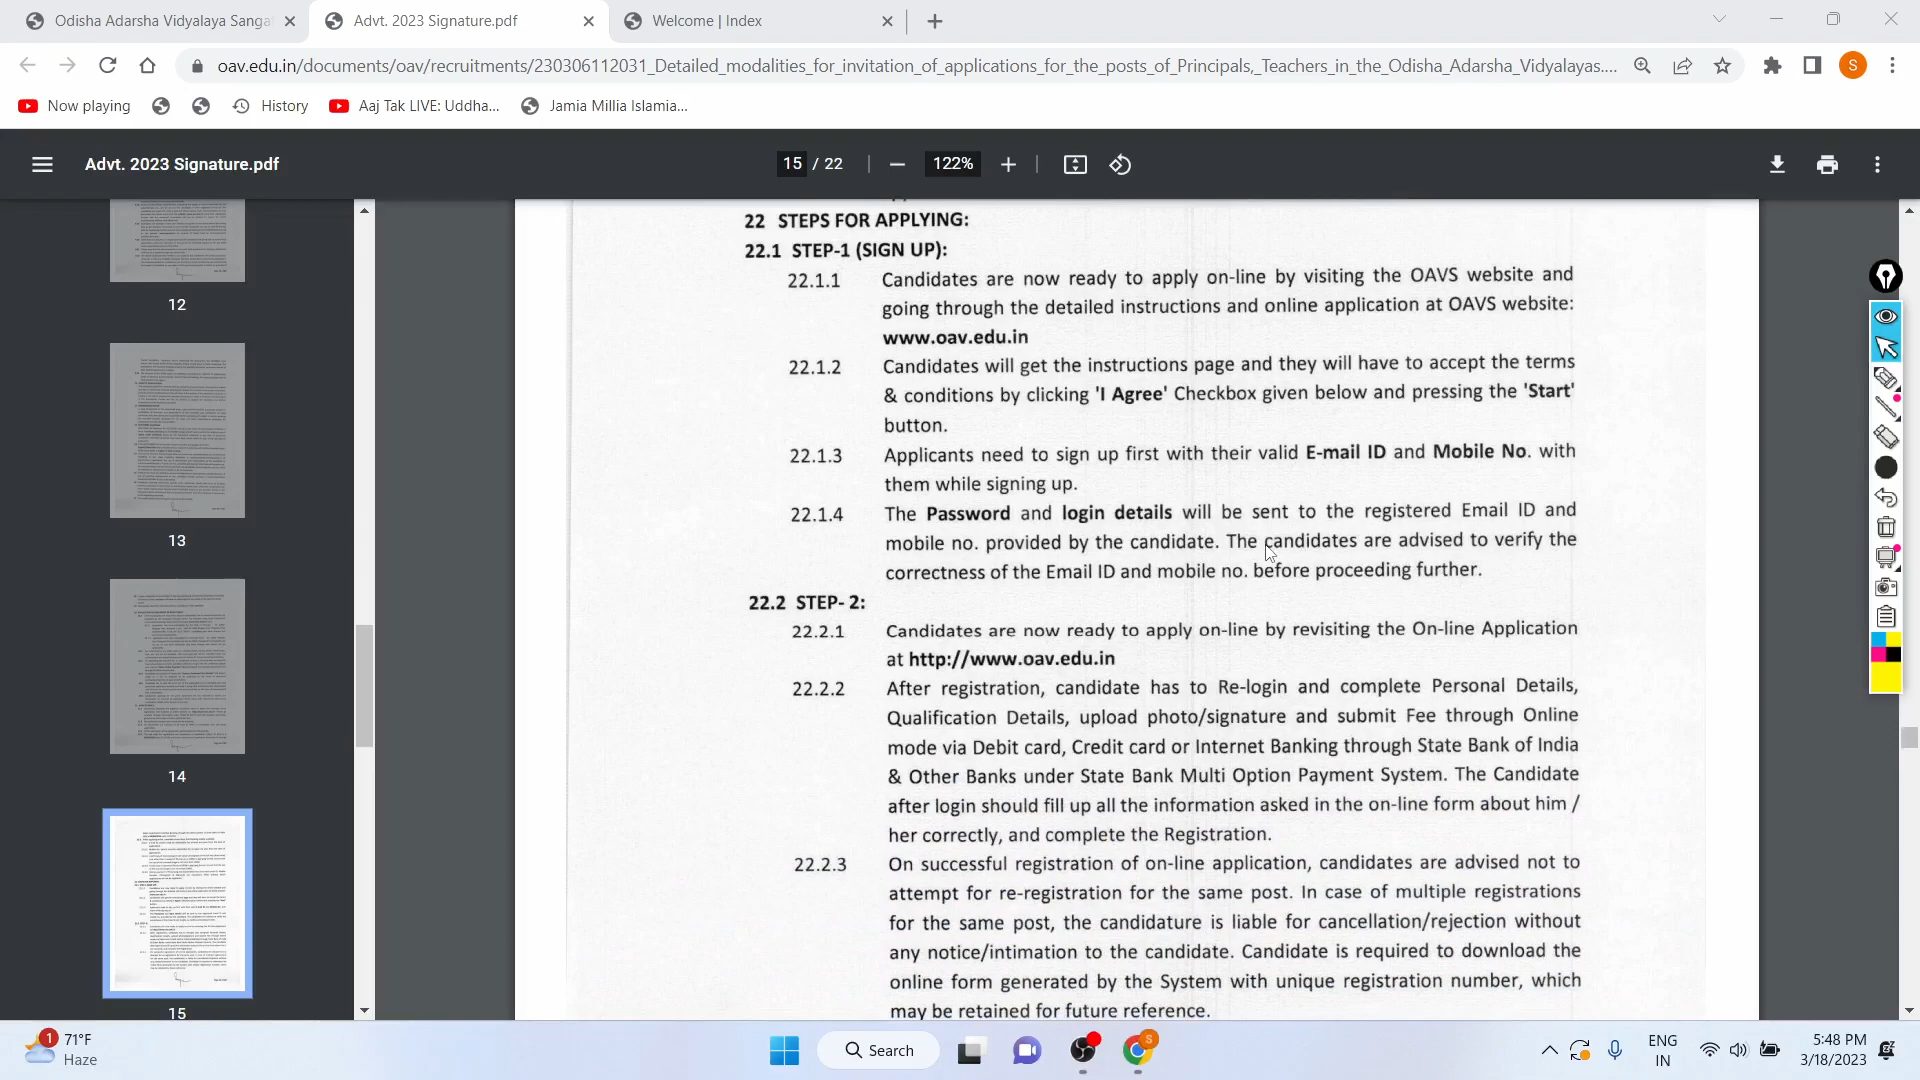 Odisha Adarsha Vidyalaya Sanga
Advt. 2023 Signature.pdf
Welcome | Index
oav.edu.in/documents/oav/recruitments/230306112031_Detailed_modalities_for_invitation_of_applications_for_the_posts_of_Principals,_Teachers_in_the_Odisha_Adarsha_Vidyalayas....
S
Now playing
History
Aaj Tak LIVE: Uddha...
Jamia Millia Islamia...
Advt. 2023 Signature.pdf
15 / 22
122%
12
13
14
15
22 STEPS FOR APPLYING:
22.1 STEP-1 (SIGN UP):
22.1.1 Candidates are now ready to apply on-line by visiting the OAVS website and
going through the detailed instructions and online application at OAVS website:
www.oav.edu.in
22.1.2 Candidates will get the instructions page and they will have to accept the terms
& conditions by clicking 'I Agree' Checkbox given below and pressing the 'Start'
button.
22.1.3 Applicants need to sign up first with their valid E-mail ID and Mobile No. with
them while signing up.
22.1.4 The Password and login details will be sent to the registered Email ID and
mobile no. provided by the candidate. The candidates are advised to verify the
correctness of the Email ID and mobile no. before proceeding further.
22.2 STEP- 2:
22.2.1 Candidates are now ready to apply on-line by revisiting the On-line Application
at http://www.oav.edu.in
22.2.2 After registration, candidate has to Re-login and complete Personal Details,
Qualification Details, upload photo/signature and submit Fee through Online
mode via Debit card, Credit card or Internet Banking through State Bank of India
& Other Banks under State Bank Multi Option Payment System. The Candidate
after login should fill up all the information asked in the on-line form about him /
her correctly, and complete the Registration.
22.2.3 On successful registration of on-line application, candidates are advised not to
attempt for re-registration for the same post. In case of multiple registrations
for the same post, the candidature is liable for cancellation/rejection without
any notice/intimation to the candidate. Candidate is required to download the
online form generated by the System with unique registration number, which
may be retained for future reference.
1
71°F
Haze
Search
S
ENG
IN
5:48 PM
3/18/2023